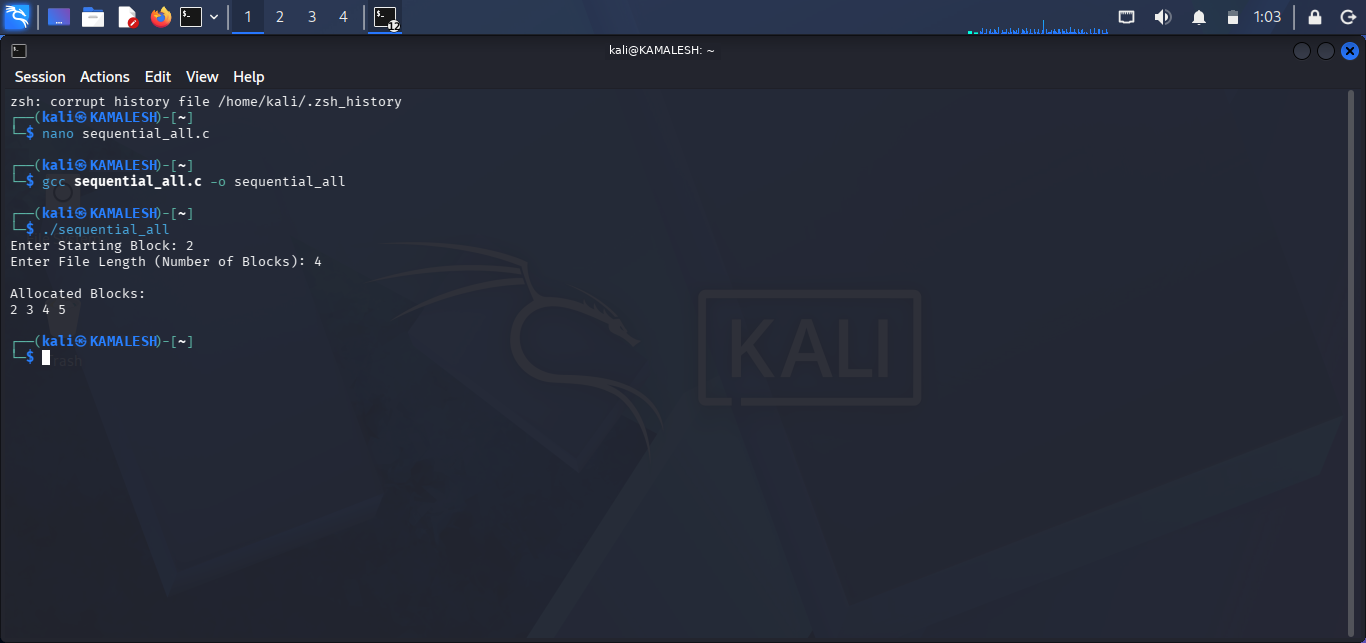 1 2 3 4 12 1:03
kali@KAMALESH: ~
Session Actions Edit View Help
zsh: corrupt history file /home/kali/.zsh_history
┌──(kali㉿KAMALESH)-[~]
└─$ nano sequential_all.c
┌──(kali㉿KAMALESH)-[~]
└─$ gcc sequential_all.c -o sequential_all
┌──(kali㉿KAMALESH)-[~]
└─$ ./sequential_all
Enter Starting Block: 2
Enter File Length (Number of Blocks): 4
Allocated Blocks:
2 3 4 5
┌──(kali㉿KAMALESH)-[~]
└─$
KALI